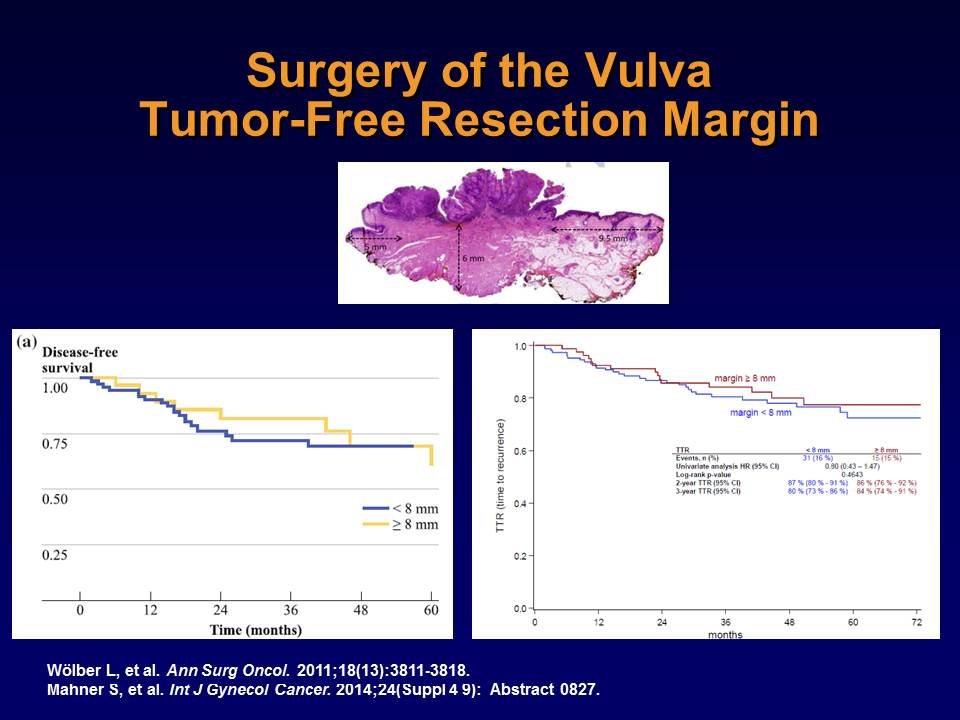 Surgery of the Vulva
Tumor-Free Resection Margin
5 mm
6 mm
9.5 mm
(a)
Disease-free
survival
1.00
0.75
0.50
0.25
< 8 mm
≥ 8 mm
0 12 24 36 48 60
Time (months)
TTR (time to recurrence)
1.0
0.8
0.6
0.4
0.2
0.0
margin ≥ 8 mm
margin < 8 mm
TTR < 8 mm ≥ 8 mm
Events, n (%) 31 (16 %) 15 (15 %)
Univariate analysis HR (95% CI) 0.80 (0.43 – 1.47)
Log-rank p-value 0.4643
2-year TTR (95% CI) 87 % (80 % - 91 %) 86 % (76 % - 92 %)
3-year TTR (95% CI) 80 % (73 % - 86 %) 84 % (74 % - 91 %)
0 12 24 36 48 60 72
months
Wölber L, et al. Ann Surg Oncol. 2011;18(13):3811-3818.
Mahner S, et al. Int J Gynecol Cancer. 2014;24(Suppl 4 9): Abstract 0827.